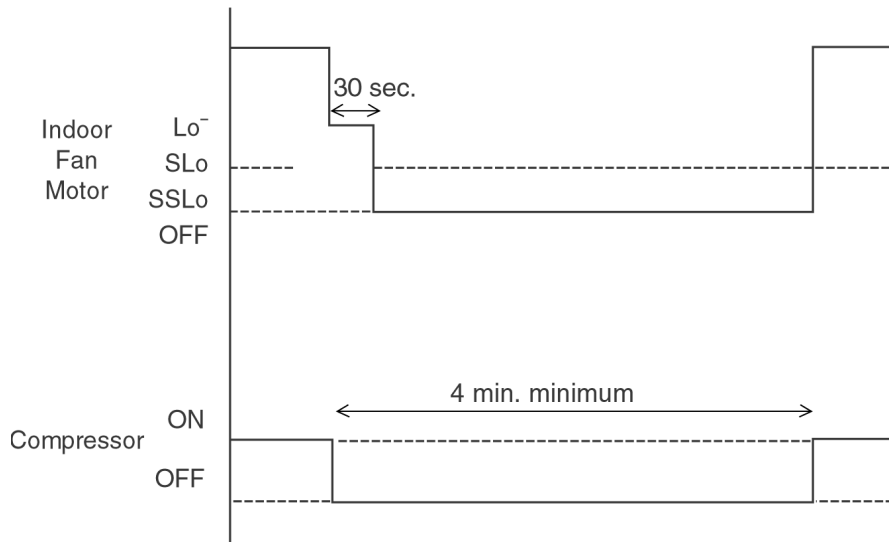 30 sec.
Indoor
Fan
Motor
Lo⁻
SLo
SSLo
OFF
4 min. minimum
Compressor
ON
OFF